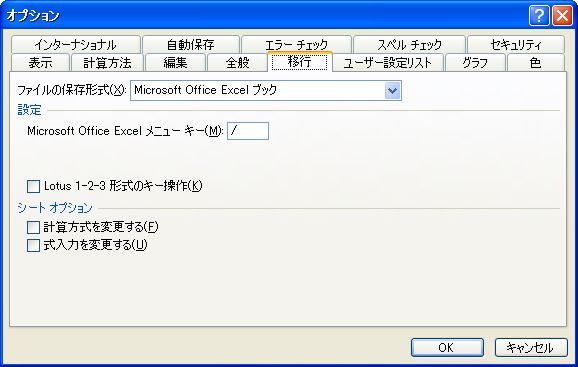 オプション
インターナショナル 自動保存 エラー チェック スペル チェック セキュリティ
表示 計算方法 編集 全般 移行 ユーザー設定リスト グラフ 色
ファイルの保存形式(X): Microsoft Office Excel ブック
設定
Microsoft Office Excel メニュー キー(M): /
Lotus 1-2-3 形式のキー操作(K)
シート オプション
計算方式を変更する(F)
式入力を変更する(U)
OK キャンセル